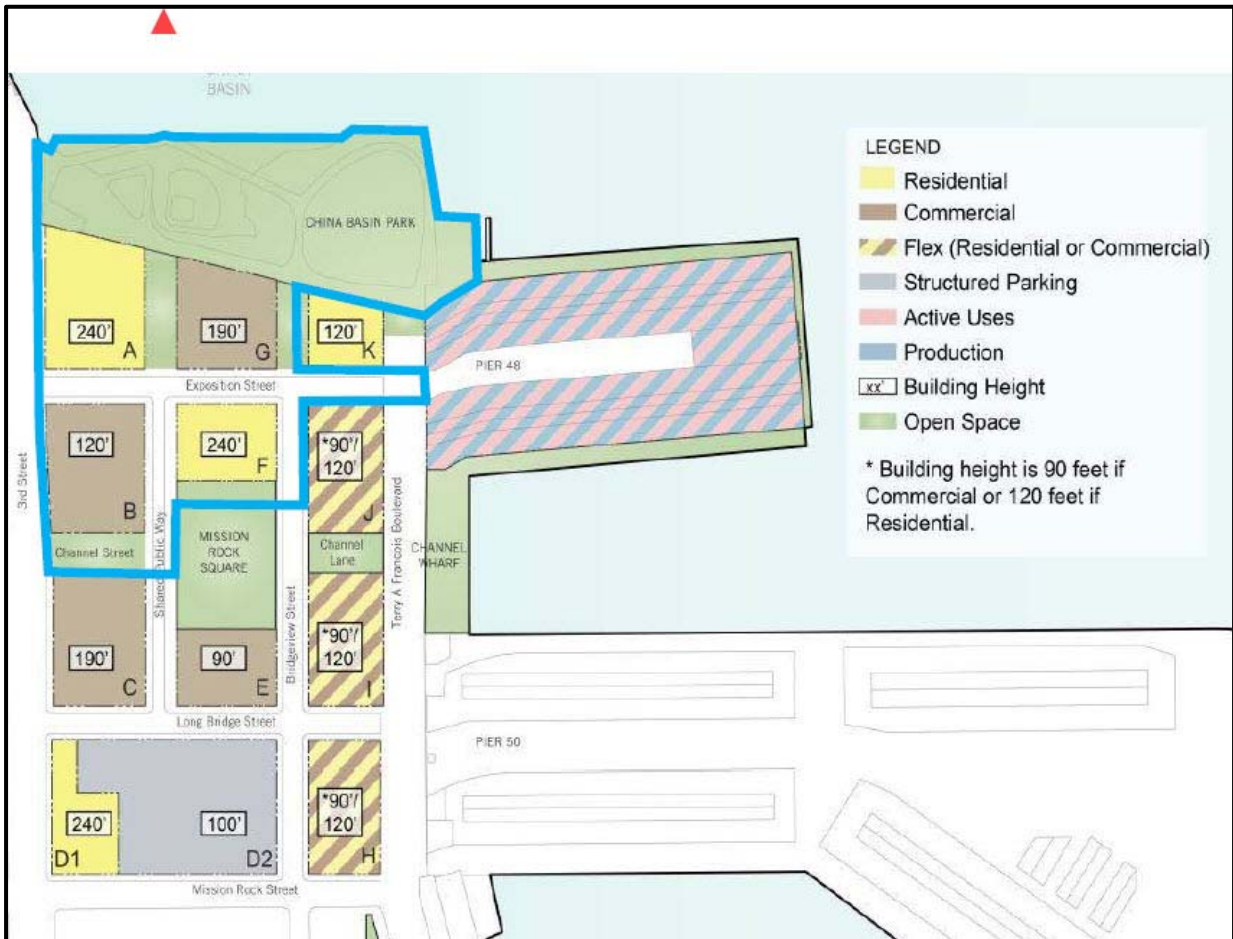 BASIN
CHINA BASIN PARK
240'
A
190'
G
120'
K
Exposition Street
PIER 48
3rd Street
120'
B
240'
F
*90'/
120'
J
Channel Street
Shared Public Way
MISSION
ROCK
SQUARE
Bridgeview Street
Channel
Lane
Terry A Francois Boulevard
CHANNEL
WHARF
190'
C
90'
E
*90'/
120'
I
Long Bridge Street
PIER 50
240'
D1
100'
D2
*90'/
120'
H
Mission Rock Street
LEGEND
Residential
Commercial
Flex (Residential or Commercial)
Structured Parking
Active Uses
Production
xx' Building Height
Open Space
* Building height is 90 feet if
Commercial or 120 feet if
Residential.